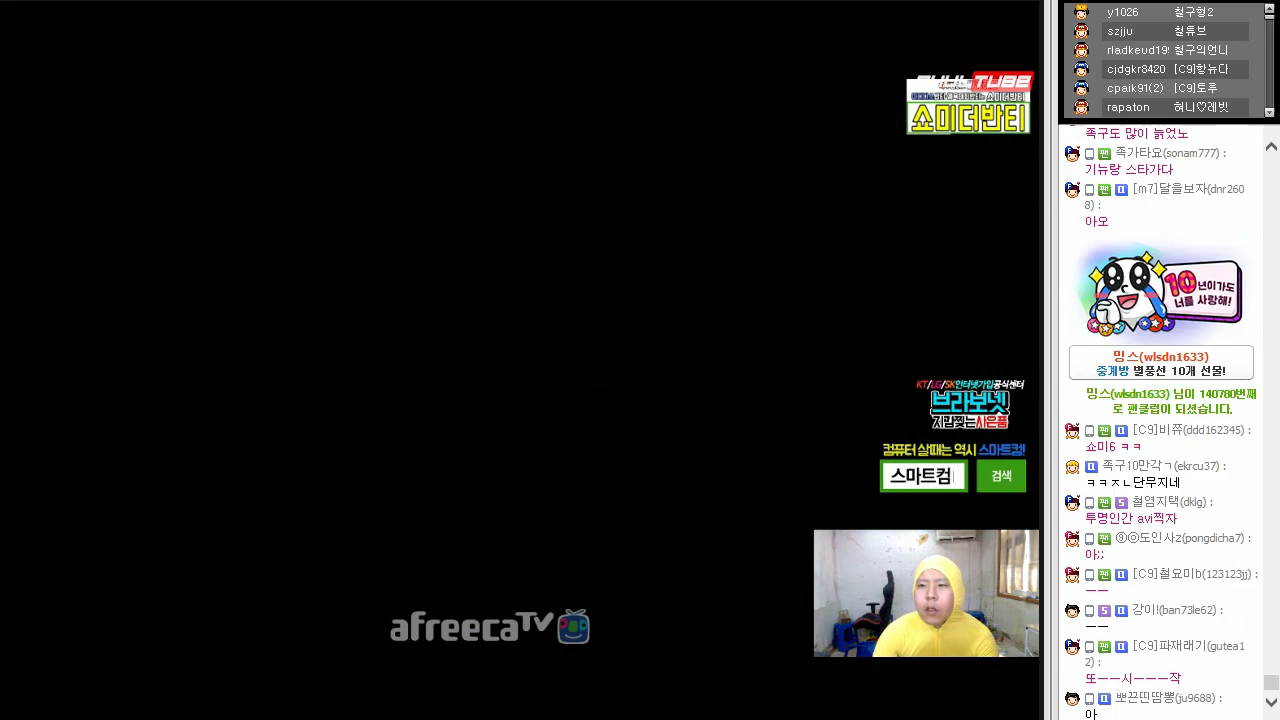 TUBE
쇼미더반티
KT/LG/SK인터넷가입공식센터
브라보넷
지갑찢는사은품
컴퓨터 살때는 역시 스마트컴!
스마트컴 검색
afreecaTV
y1026 철구형2
szjju 철튜브
rladkeud19 철구의언니
cjdgkr8420 [C9]항뉴다
cpaik91(2) [C9]토루
rapaton 허니♡레빗
족구도 많이 늙었노
족가타요(sonam777) :
기뉴랑 스타가다
[m7]달을보자(dnr260
8) :
아오
10년이가도
너를 사랑해!
밍스(wlsdn1633)
중계방 별풍선 10개 선물!
밍스(wlsdn1633) 님이 140780번째
로 팬클럽이 되셨습니다.
[C9]비쮸(ddd162345) :
쇼미6 ㅋㅋ
족구10만각ㄱ(ekrcu37) :
ㅋㅋㅈㄴ단무지네
철염지택(dklg) :
투명인간 avi찍자
⑨◎도인사z(pongdicha7) :
아;;
[C9]철요미b(123123jj) :
ㅡㅡ
강이!(ban73le62) :
ㅡㅡ
[C9]파재래기(gutea1
2) :
또ㅡㅡ시ㅡㅡㅡ작
뽀끈띤땀뽕(ju9688) :
아